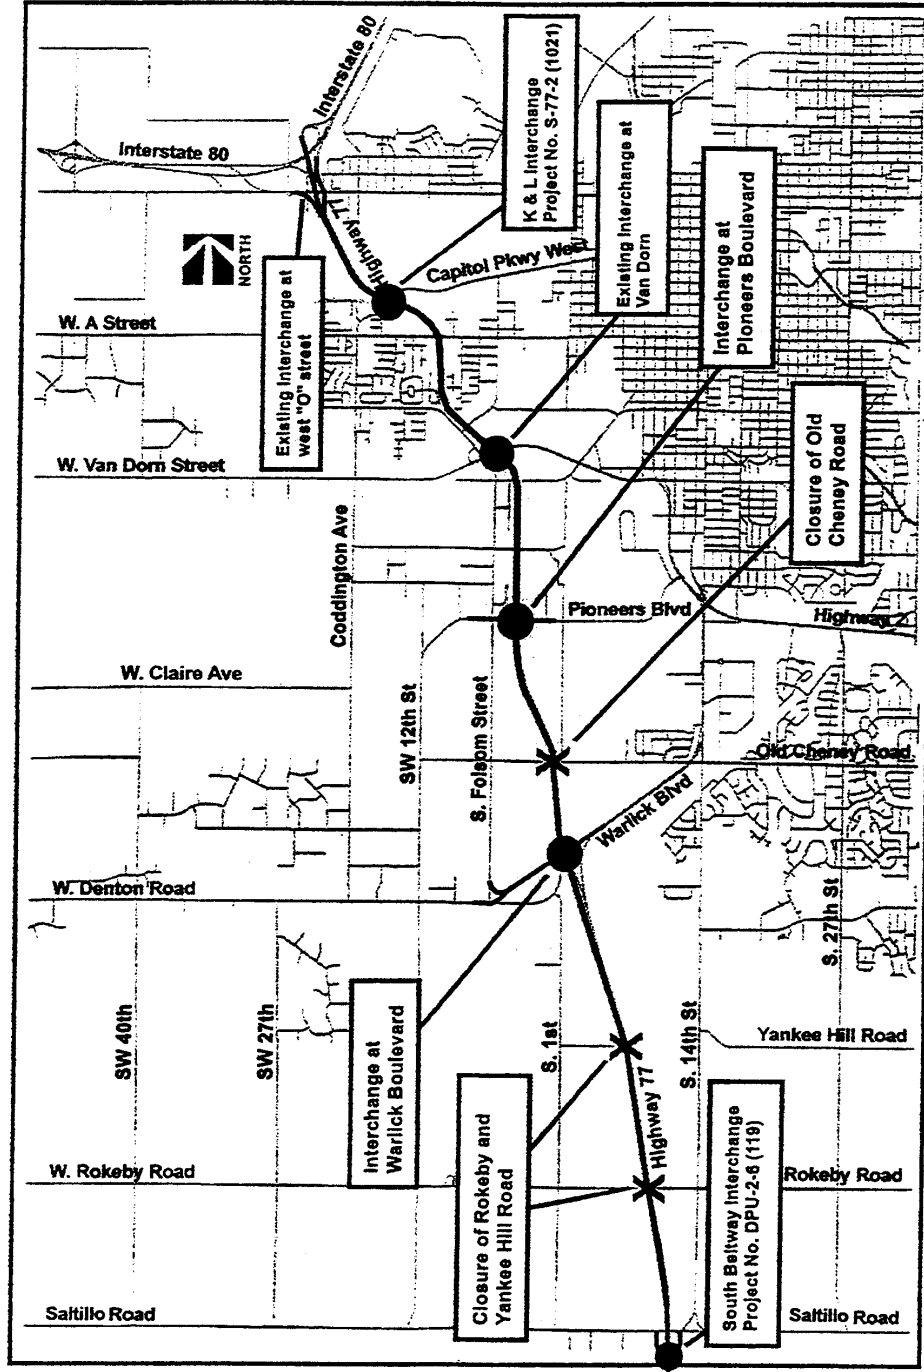 Interstate 80
Interstate 80
Highway 77
NORTH
K & L Interchange
Project No. S-77-2 (1021)
Capitol Pkwy West
Existing Interchange at
west "O" street
Existing Interchange at
Van Dorn
W. A Street
Interchange at
Pioneers Boulevard
W. Van Dorn Street
Closure of Old
Cheney Road
Coddington Ave
Pioneers Blvd
Highway 2
W. Claire Ave
SW 12th St
S. Folsom Street
Old Cheney Road
Warlick Blvd
W. Denton Road
S. 27th St
Interchange at
Warlick Boulevard
SW 40th
SW 27th
S. 1st
S. 14th St
Yankee Hill Road
Closure of Rokeby and
Yankee Hill Road
Highway 77
W. Rokeby Road
Rokeby Road
South Beltway Interchange
Project No. DPU-2-6 (119)
Saltillo Road
Saltillo Road